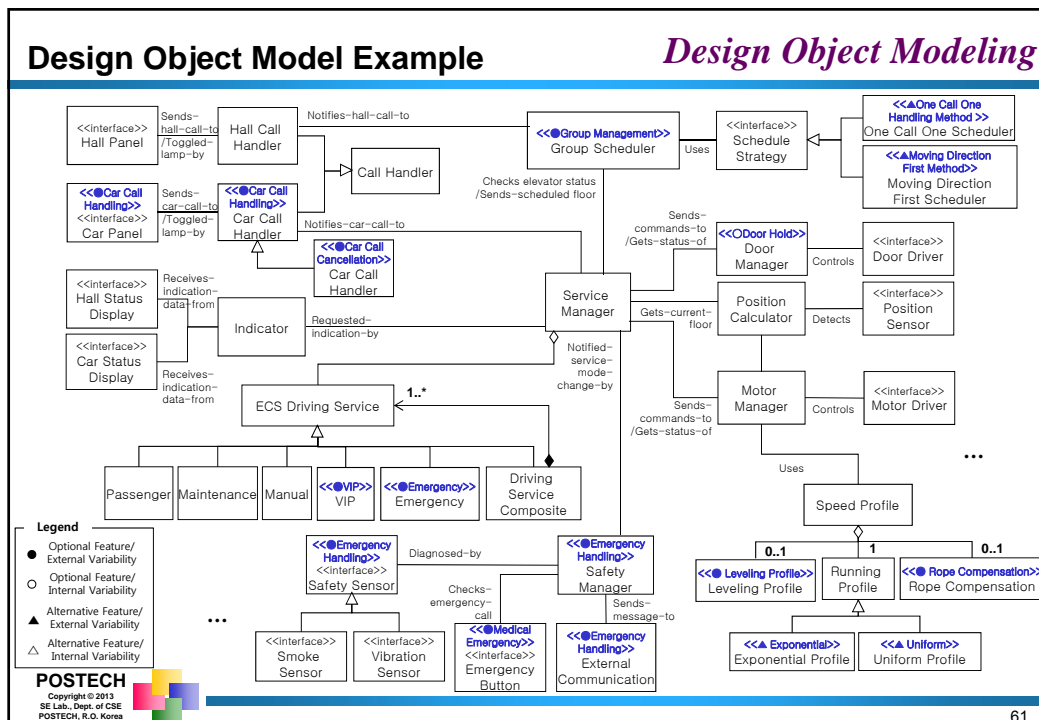 Design Object Model Example
Design Object Modeling
<<interface>>
Hall Panel
Sends-
hall-call-to
/Toggled-
lamp-by
Hall Call
Handler
Notifies-hall-call-to
Call Handler
<<●Group Management>>
Group Scheduler
Uses
<<interface>>
Schedule
Strategy
<<▲One Call One
Handling Method >>
One Call One Scheduler
<<▲Moving Direction
First Method>>
Moving Direction
First Scheduler
<<●Car Call
Handling>>
<<interface>>
Car Panel
Sends-
car-call-to
/Toggled-
lamp-by
<<●Car Call
Handling>>
Car Call
Handler
Notifies-car-call-to
<<●Car Call
Cancellation>>
Car Call
Handler
Checks elevator status
/Sends-scheduled floor
Sends-
commands-to
/Gets-status-of
<<○Door Hold>>
Door
Manager
Controls
<<interface>>
Door Driver
<<interface>>
Hall Status
Display
Receives-
indication-
data-from
Indicator
Requested-
indication-by
Service
Manager
Gets-current-
floor
Position
Calculator
Detects
<<interface>>
Position
Sensor
<<interface>>
Car Status
Display
Receives-
indication-
data-from
Notified-
service-
mode-
change-by
Sends-
commands-to
/Gets-status-of
Motor
Manager
Controls
<<interface>>
Motor Driver
1..*
ECS Driving Service
Passenger
Maintenance
Manual
<<●VIP>>
VIP
<<●Emergency>>
Emergency
Driving
Service
Composite
Uses
...
Speed Profile
0..1
1
0..1
<<● Leveling Profile>>
Leveling Profile
Running
Profile
<<● Rope Compensation>>
Rope Compensation
<<▲ Exponential>>
Exponential Profile
<<▲ Uniform>>
Uniform Profile
<<●Emergency
Handling>>
<<interface>>
Safety Sensor
Diagnosed-by
<<●Emergency
Handling>>
Safety
Manager
Checks-
emergency-
call
Sends-
message-to
...
<<interface>>
Smoke
Sensor
<<interface>>
Vibration
Sensor
<<●Medical
Emergency>>
<<interface>>
Emergency
Button
<<●Emergency
Handling>>
External
Communication
Legend
● Optional Feature/
External Variability
○ Optional Feature/
Internal Variability
▲ Alternative Feature/
External Variability
△ Alternative Feature/
Internal Variability
POSTECH
Copyright © 2013
SE Lab., Dept. of CSE
POSTECH, R.O. Korea
61